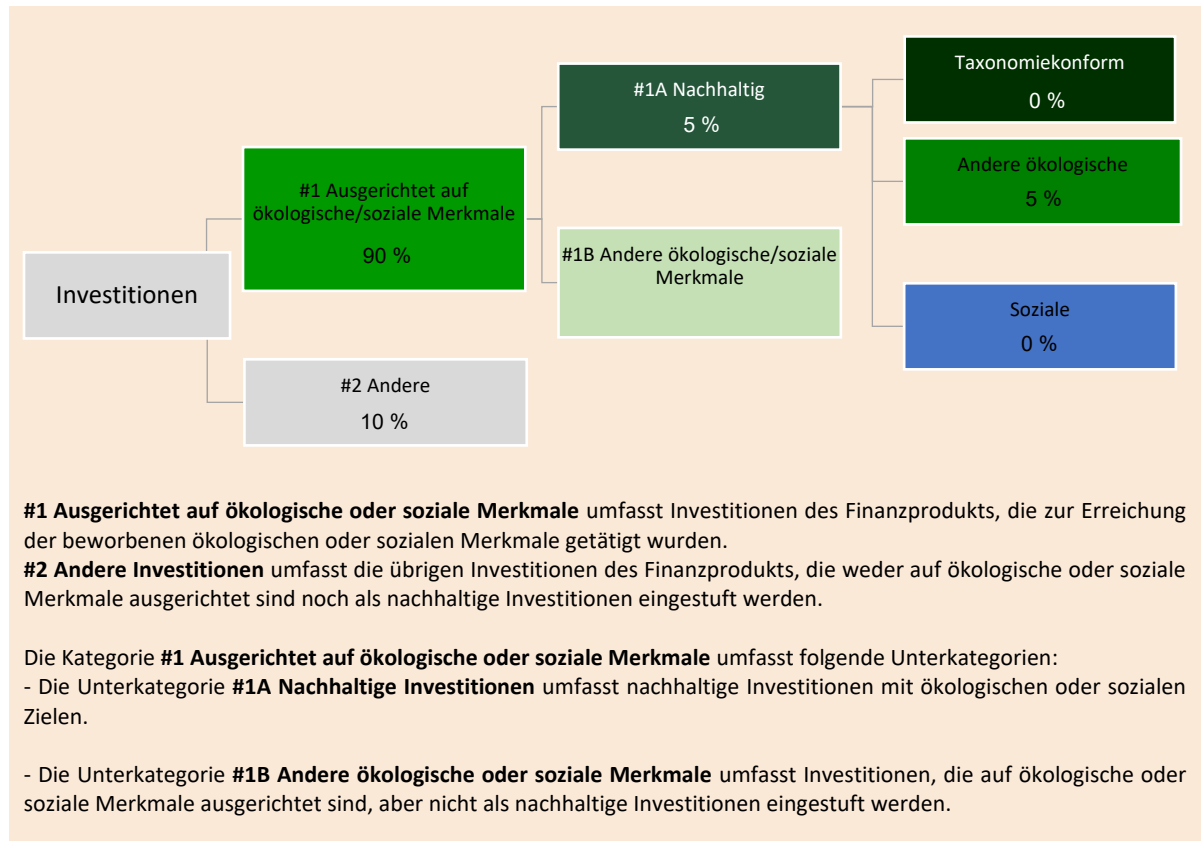 Investitionen
#1 Ausgerichtet auf
ökologische/soziale Merkmale
90 %
#2 Andere
10 %
#1A Nachhaltig
5 %
#1B Andere ökologische/soziale
Merkmale
Taxonomiekonform
0 %
Andere ökologische
5 %
Soziale
0 %
#1 Ausgerichtet auf ökologische oder soziale Merkmale umfasst Investitionen des Finanzprodukts, die zur Erreichung
der beworbenen ökologischen oder sozialen Merkmale getätigt wurden.
#2 Andere Investitionen umfasst die übrigen Investitionen des Finanzprodukts, die weder auf ökologische oder soziale
Merkmale ausgerichtet sind noch als nachhaltige Investitionen eingestuft werden.
Die Kategorie #1 Ausgerichtet auf ökologische oder soziale Merkmale umfasst folgende Unterkategorien:
- Die Unterkategorie #1A Nachhaltige Investitionen umfasst nachhaltige Investitionen mit ökologischen oder sozialen
Zielen.
- Die Unterkategorie #1B Andere ökologische oder soziale Merkmale umfasst Investitionen, die auf ökologische oder
soziale Merkmale ausgerichtet sind, aber nicht als nachhaltige Investitionen eingestuft werden.